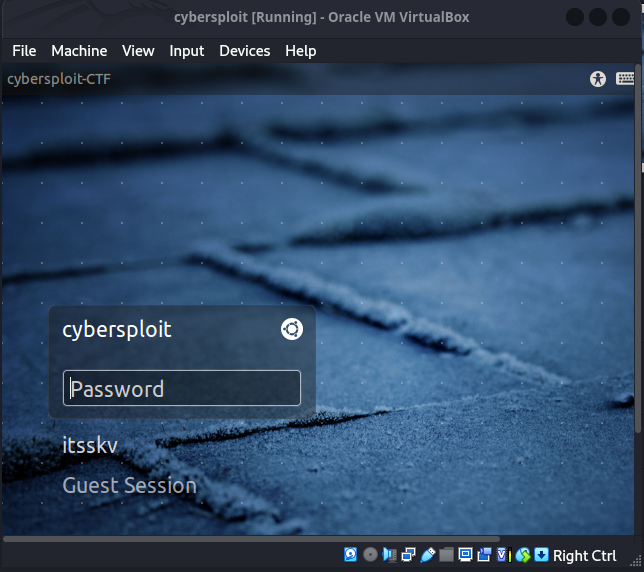 cybersploit [Running] - Oracle VM VirtualBox
File Machine View Input Devices Help
cybersploit-CTF
cybersploit
Password
itsskv
Guest Session
Right Ctrl